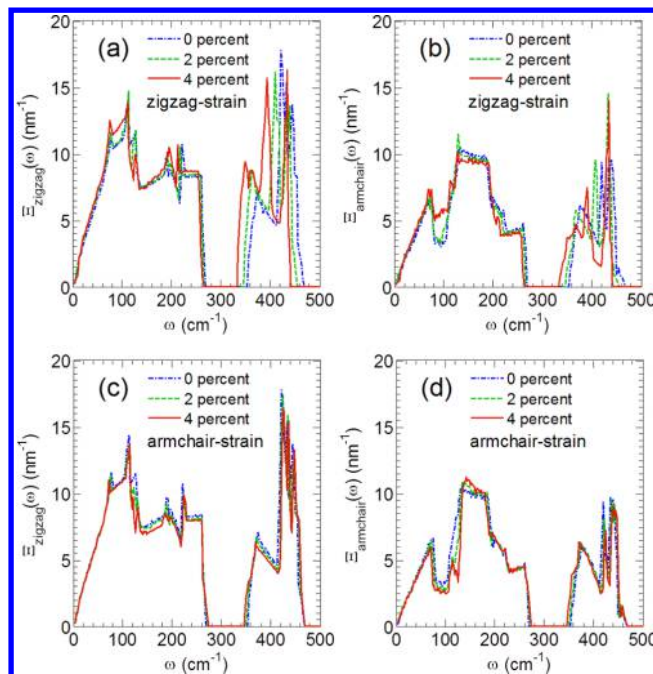 (a)
0 percent
2 percent
4 percent
zigzag-strain
Ξzigzag(ω) (nm⁻¹)
20
15
10
5
0
0 100 200 300 400 500
ω (cm⁻¹)
(b)
0 percent
2 percent
4 percent
zigzag-strain
Ξarmchair(ω) (nm⁻¹)
20
15
10
5
0
0 100 200 300 400 500
ω (cm⁻¹)
(c)
0 percent
2 percent
4 percent
armchair-strain
Ξzigzag(ω) (nm⁻¹)
20
15
10
5
0
0 100 200 300 400 500
ω (cm⁻¹)
(d)
0 percent
2 percent
4 percent
armchair-strain
Ξarmchair(ω) (nm⁻¹)
20
15
10
5
0
0 100 200 300 400 500
ω (cm⁻¹)